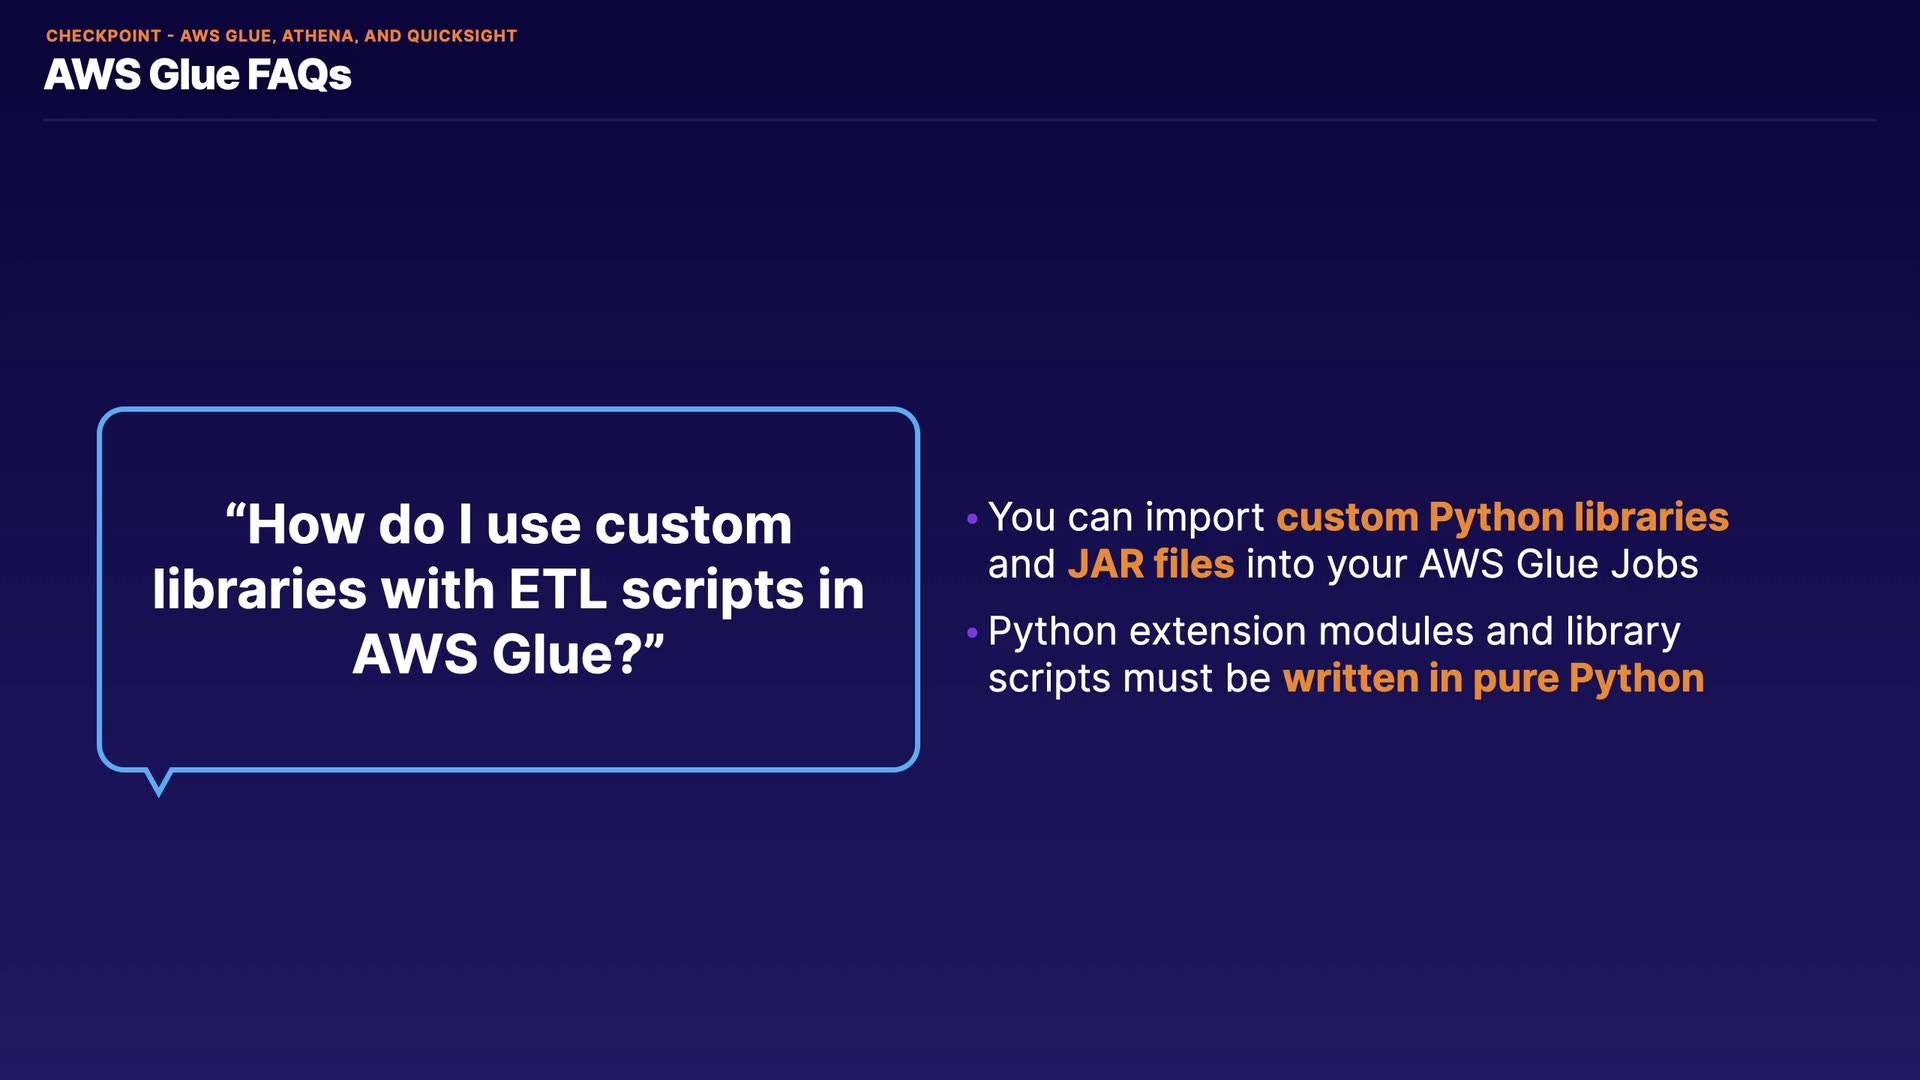 CHECKPOINT - AWS GLUE, ATHENA, AND QUICKSIGHT
AWS Glue FAQs
“How do I use custom
libraries with ETL scripts in
AWS Glue?”
• You can import custom Python libraries
and JAR files into your AWS Glue Jobs
• Python extension modules and library
scripts must be written in pure Python